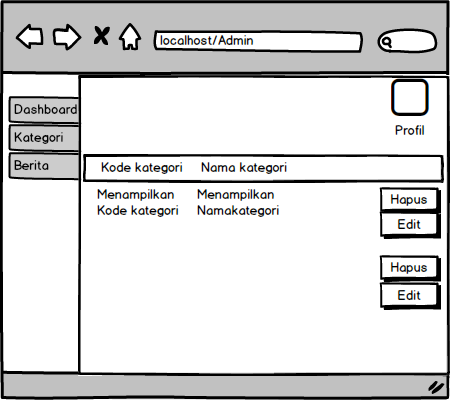 localhost/Admin
Profil
Dashboard
Kategori
Berita
Kode kategori Nama kategori
Menampilkan Menampilkan
Kode kategori Namakategori
Hapus
Edit
Hapus
Edit